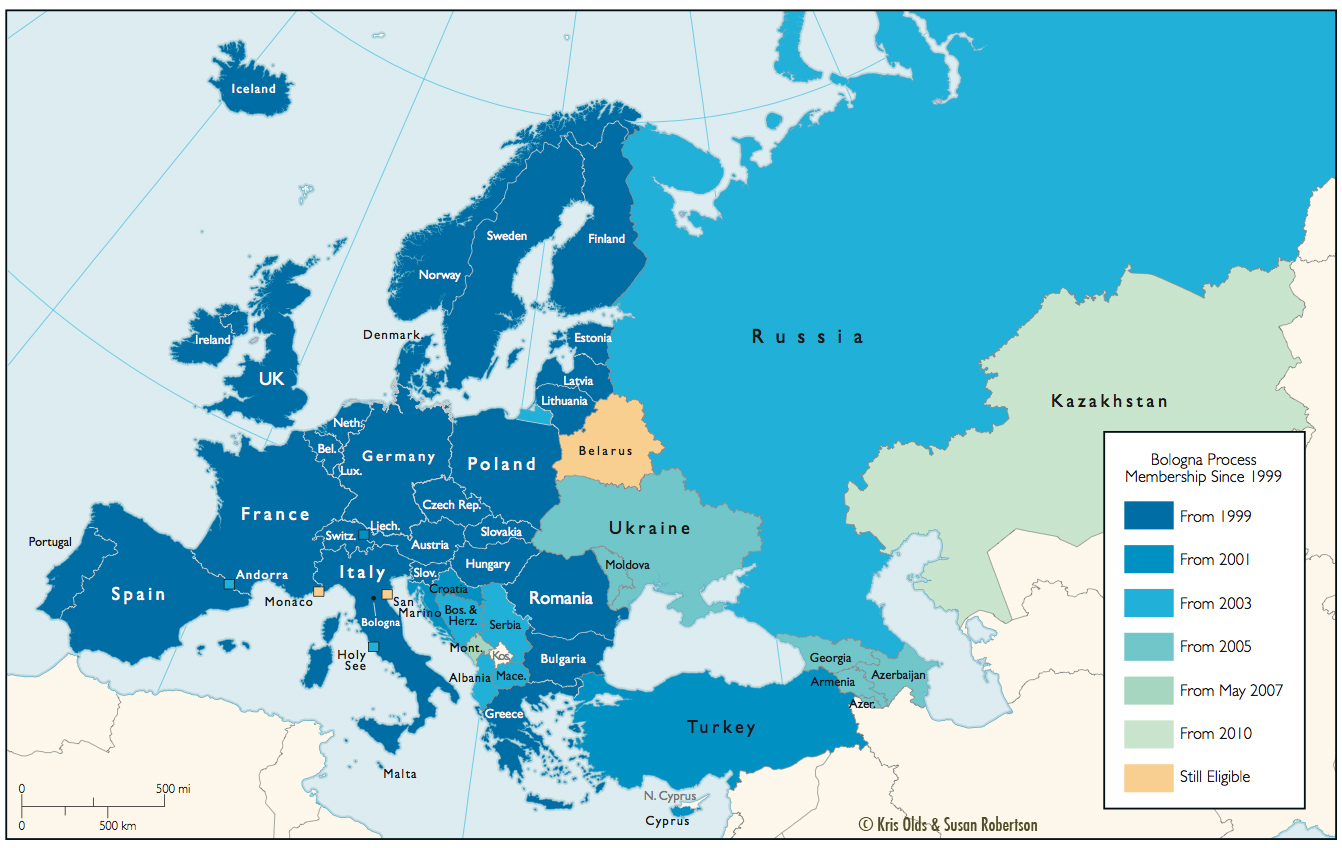 Iceland
Sweden
Finland
Norway
Russia
Denmark
Estonia
Ireland
Latvia
UK
Lithuania
Kazakhstan
Neth.
Bel.
Belarus
Germany
Poland
Lux.
Czech Rep.
France
Ukraine
Liech.
Switz.
Slovakia
Portugal
Austria
Hungary
Moldova
Italy
Slov.
Andorra
Spain
Croatia
Romania
Monaco
San
Marino
Bos. &
Herz.
Bologna
Serbia
Mont.
Kos.
Holy
See
Bulgaria
Georgia
Albania
Mace.
Armenia
Azerbaijan
Azer.
Greece
Turkey
Malta
N. Cyprus
Cyprus
Bologna Process
Membership Since 1999
From 1999
From 2001
From 2003
From 2005
From May 2007
From 2010
Still Eligible
0 500 mi
0 500 km
© Kris Olds & Susan Robertson